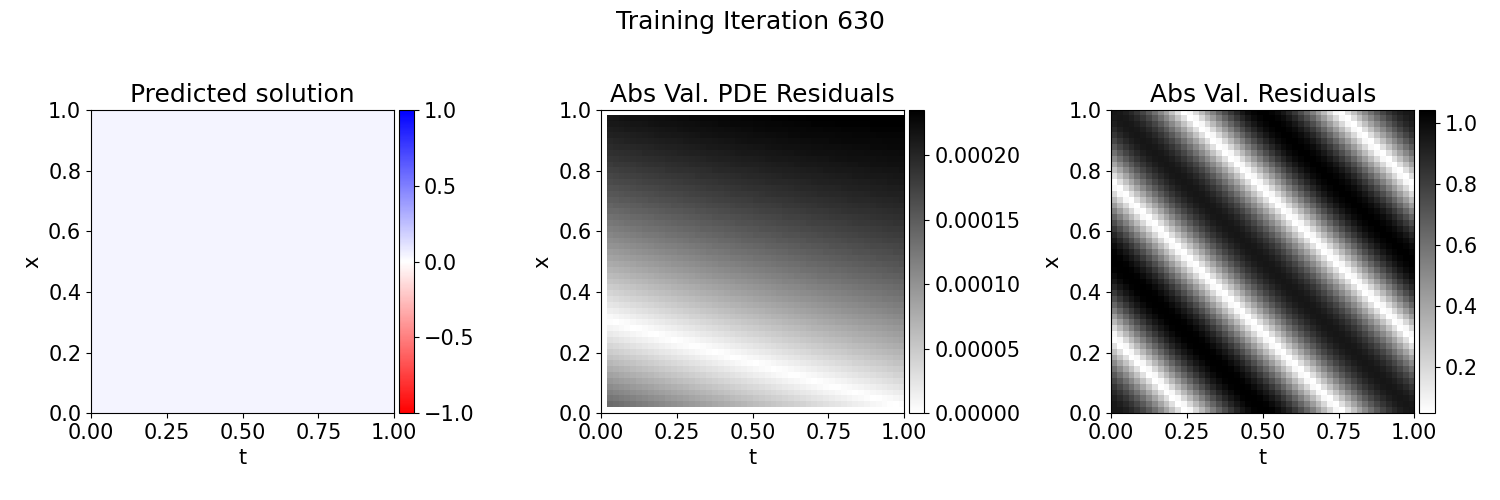 Training Iteration 630
Predicted solution
1.0
0.8
0.6
0.4
0.2
0.0
x
0.00 0.25 0.50 0.75 1.00
t
1.0
0.5
0.0
−0.5
−1.0
Abs Val. PDE Residuals
1.0
0.8
0.6
0.4
0.2
0.0
x
0.00 0.25 0.50 0.75 1.00
t
0.00020
0.00015
0.00010
0.00005
0.00000
Abs Val. Residuals
1.0
0.8
0.6
0.4
0.2
0.0
x
0.00 0.25 0.50 0.75 1.00
t
1.0
0.8
0.6
0.4
0.2